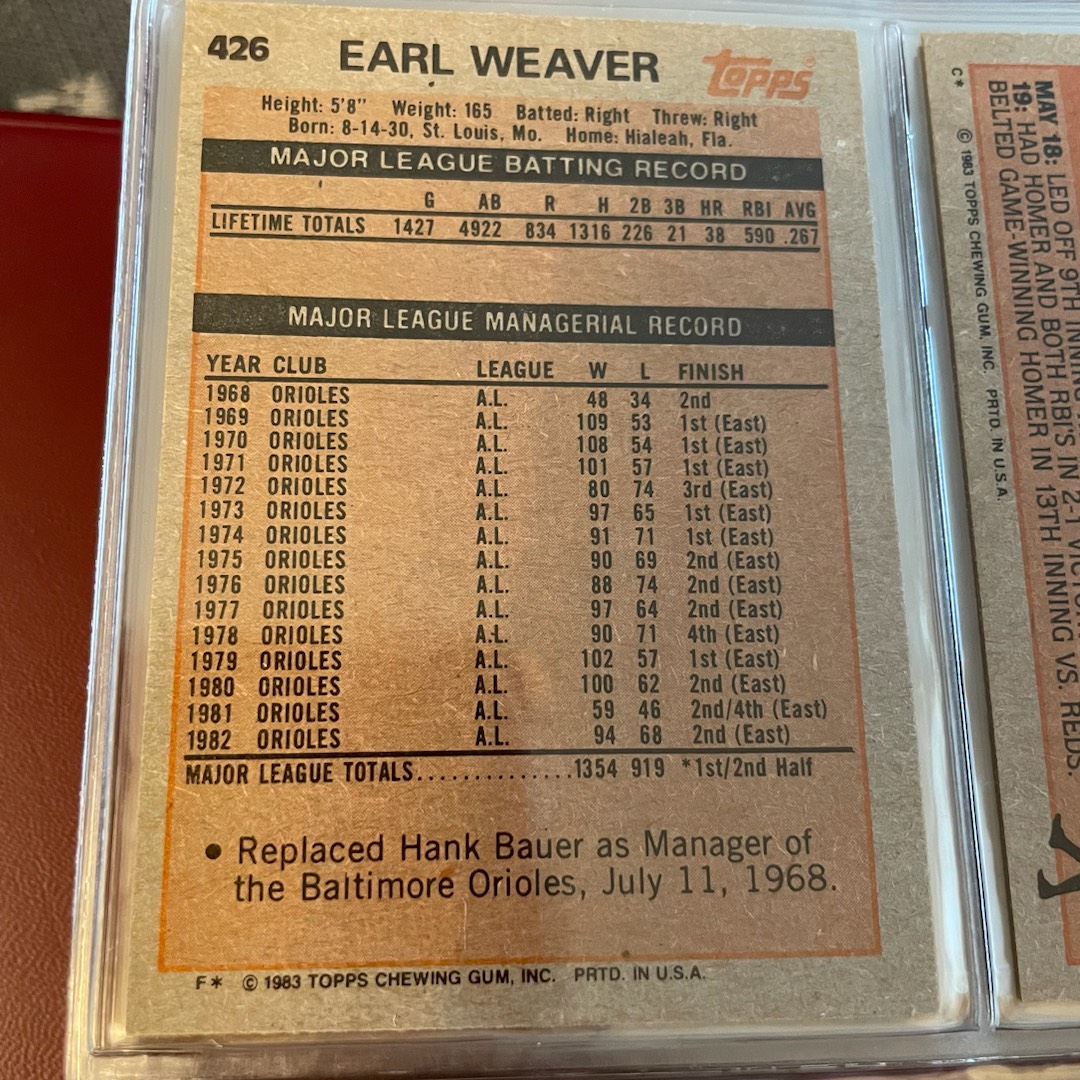 426 EARL WEAVER topps
Height: 5'8" Weight: 165 Batted: Right Threw: Right
Born: 8-14-30, St. Louis, Mo. Home: Hialeah, Fla.
MAJOR LEAGUE BATTING RECORD
G AB R H 2B 3B HR RBI AVG
LIFETIME TOTALS 1427 4922 834 1316 226 21 38 590 .267
MAJOR LEAGUE MANAGERIAL RECORD
YEAR CLUB LEAGUE W L FINISH
1968 ORIOLES A.L. 48 34 2nd
1969 ORIOLES A.L. 109 53 1st (East)
1970 ORIOLES A.L. 108 54 1st (East)
1971 ORIOLES A.L. 101 57 1st (East)
1972 ORIOLES A.L. 80 74 3rd (East)
1973 ORIOLES A.L. 97 65 1st (East)
1974 ORIOLES A.L. 91 71 1st (East)
1975 ORIOLES A.L. 90 69 2nd (East)
1976 ORIOLES A.L. 88 74 2nd (East)
1977 ORIOLES A.L. 97 64 2nd (East)
1978 ORIOLES A.L. 90 71 4th (East)
1979 ORIOLES A.L. 102 57 1st (East)
1980 ORIOLES A.L. 100 62 2nd (East)
1981 ORIOLES A.L. 59 46 2nd/4th (East)
1982 ORIOLES A.L. 94 68 2nd (East)
MAJOR LEAGUE TOTALS..............1354 919 *1st/2nd Half
• Replaced Hank Bauer as Manager of
the Baltimore Orioles, July 11, 1968.
F* © 1983 TOPPS CHEWING GUM, INC. PRTD. IN U.S.A.
MAY 18: LED OFF 9TH INNING
19: HAD HOMER AND BOTH RBI'S IN 2-1
BELTED GAME-WINNING HOMER IN 13TH INNING VS. REDS.
C* © 1983 TOPPS CHEWING GUM, INC. PRTD. IN U.S.A.